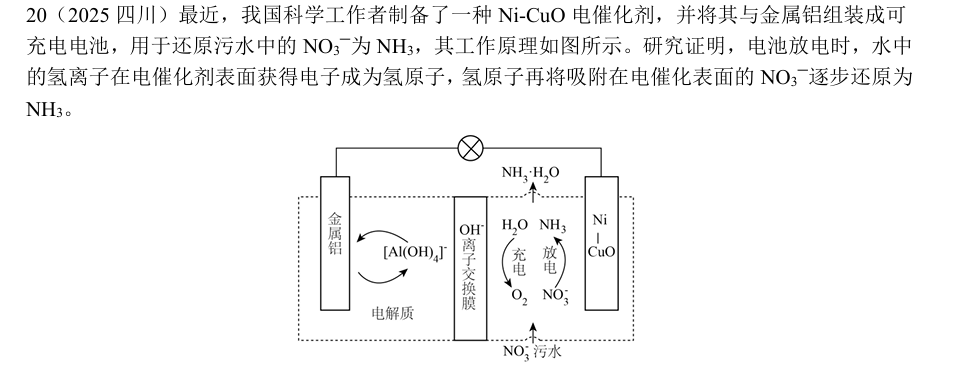 20（2025 四川）最近，我国科学工作者制备了一种 Ni-CuO 电催化剂，并将其与金属铝组装成可
充电电池，用于还原污水中的 NO₃⁻为 NH₃，其工作原理如图所示。研究证明，电池放电时，水中
的氢离子在电催化剂表面获得电子成为氢原子，氢原子再将吸附在电催化表面的 NO₃⁻逐步还原为
NH₃。
NH₃·H₂O
金属铝
[Al(OH)₄]⁻
电解质
OH⁻离子交换膜
H₂O NH₃
充电 放电
O₂ NO₃⁻
Ni
|
CuO
NO₃⁻污水